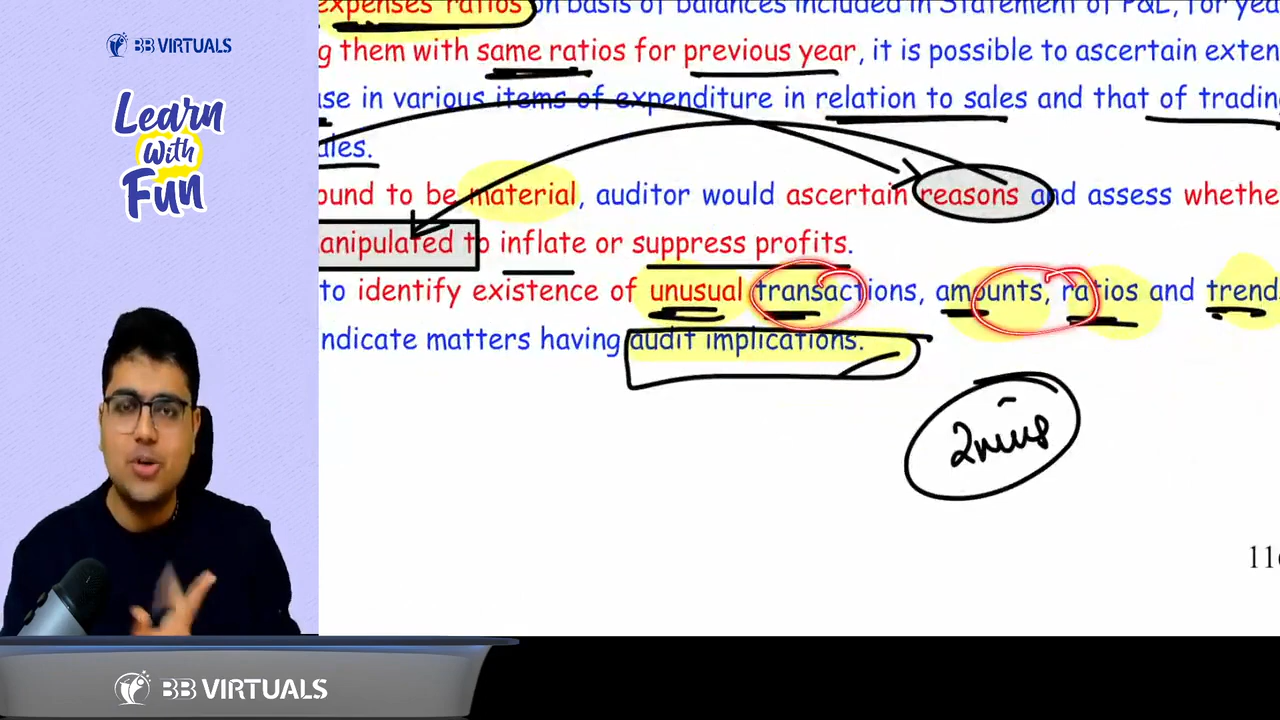 BB VIRTUALS
Learn
With
Fun
expenses ratios on basis of balances included in Statement of P&L, for yea
g them with same ratios for previous year, it is possible to ascertain exten
se in various items of expenditure in relation to sales and that of trading
ales.
ound to be material, auditor would ascertain reasons and assess whethe
anipulated to inflate or suppress profits.
to identify existence of unusual transactions, amounts, ratios and trend
ndicate matters having audit implications.
116
BB VIRTUALS